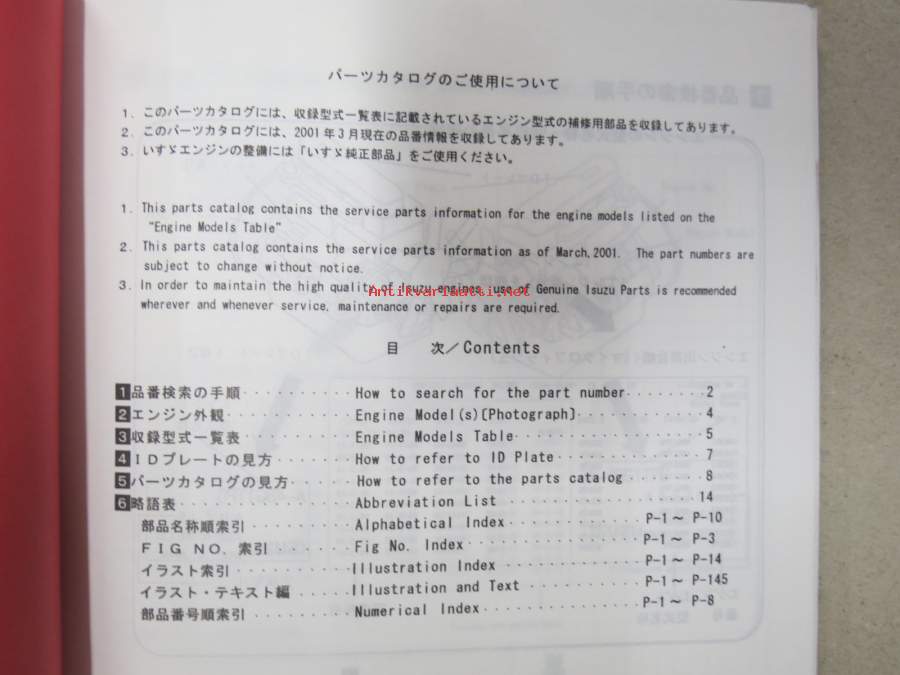 パーツカタログのご使用について
1. このパーツカタログには、収録型式一覧表に記載されているエンジン型式の補修用部品を収録してあります。
2. このパーツカタログには、2001年3月現在の品番情報を収録してあります。
3. いすゞエンジンの整備には「いすゞ純正部品」をご使用ください。
1. This parts catalog contains the service parts information for the engine models listed on the
"Engine Models Table"
2. This parts catalog contains the service parts information as of March, 2001. The part numbers are
subject to change without notice.
3. In order to maintain the high quality of Isuzu engines, use of Genuine Isuzu Parts is recommended
Antikvariaatti.net
wherever and whenever service, maintenance or repairs are required.
目 次／Contents
1 品番検索の手順・・・・・・・・・・How to search for the part number・・・・・・・・2
2 エンジン外観・・・・・・・・・・・・Engine Model(s)[Photograph]・・・・・・・・・・・・4
3 収録型式一覧表・・・・・・・・・・Engine Models Table・・・・・・・・・・・・・・・・・・5
4 IDプレートの見方・・・・・・・・How to refer to ID Plate・・・・・・・・・・・・・7
5 パーツカタログの見方・・・・・・How to refer to the parts catalog・・・・・・・・8
6 略語表・・・・・・・・・・・・・・・・Abbreviation List・・・・・・・・・・・・・・・・・・14
部品名称順索引・・・・・・・・・・Alphabetical Index・・・・・・・・・・・・P-1～ P-10
FIG NO. 索引・・・・・・・Fig No. Index・・・・・・・・・・・・・・・・P-1～ P-3
イラスト索引・・・・・・・・・・・Illustration Index・・・・・・・・・・・・・P-1～ P-14
イラスト・テキスト編・・・・・Illustration and Text・・・・・・・・・・P-1～ P-145
部品番号順索引・・・・・・・・・・Numerical Index・・・・・・・・・・・・・・P-1～ P-8